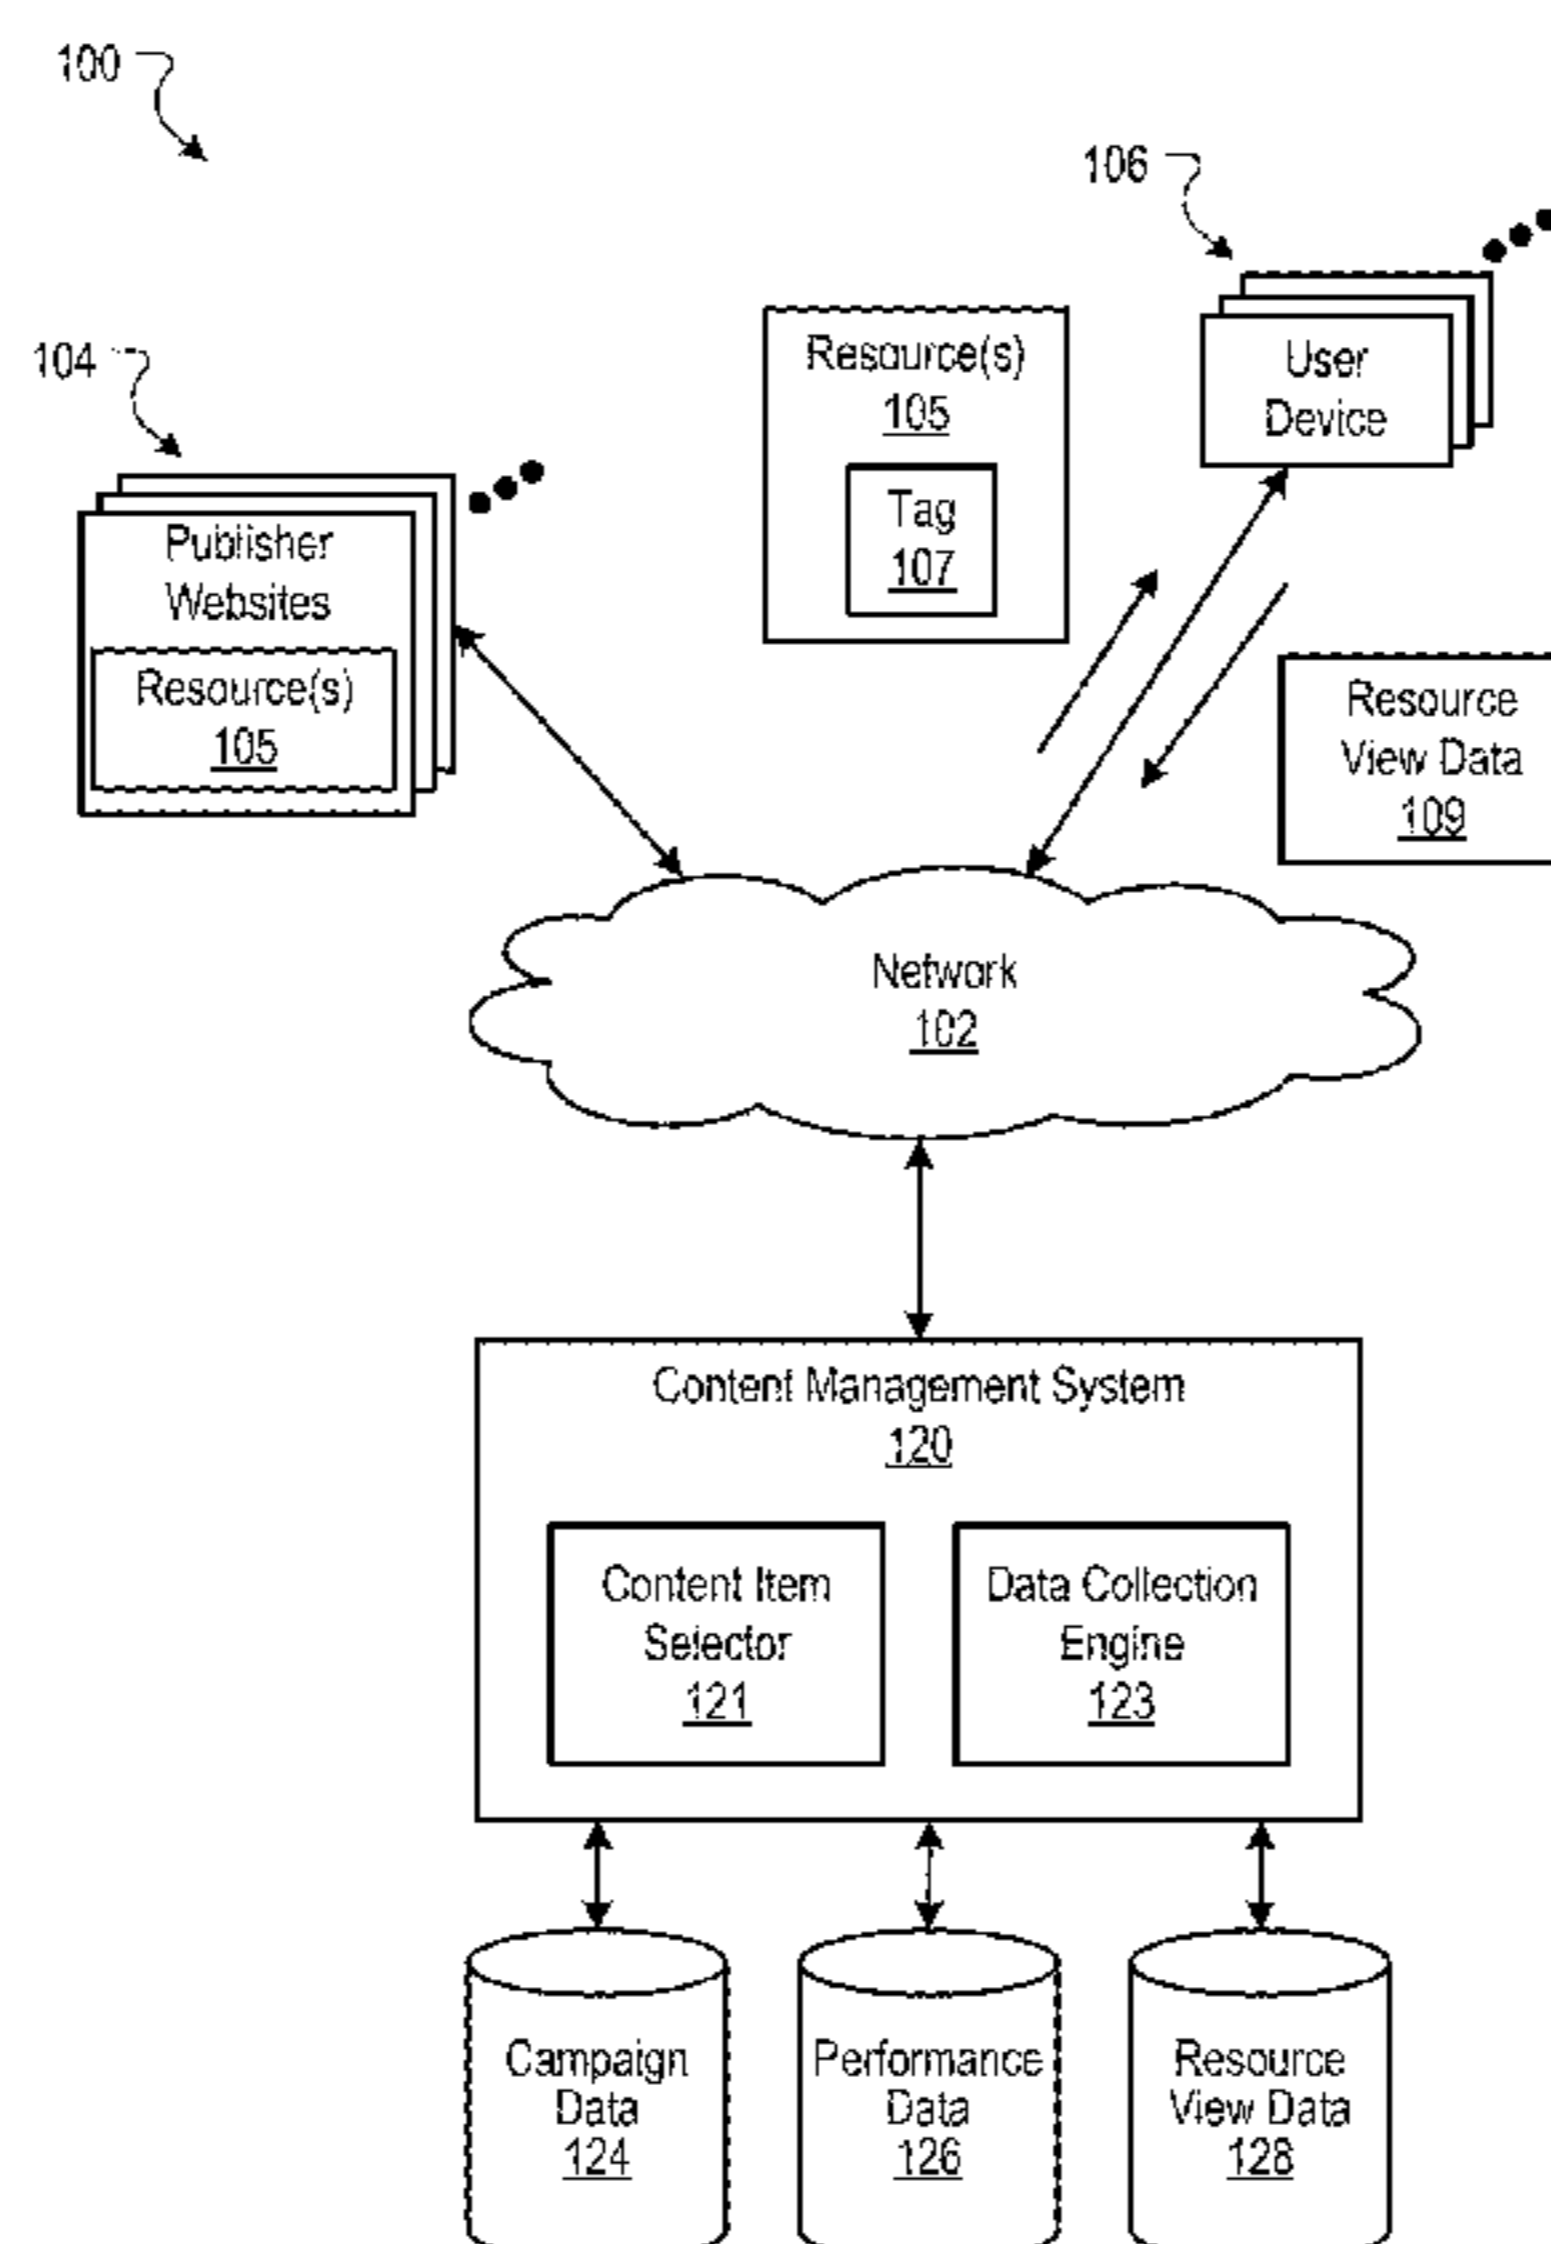 100
106
104
Resource(s)
105
Tag
107
User
Device
Publisher
Websites
Resource(s)
105
Resource
View Data
109
Network
102
Content Management System
120
Content Item
Selector
121
Data Collection
Engine
123
Campaign
Data
124
Performance
Data
126
Resource
View Data
128